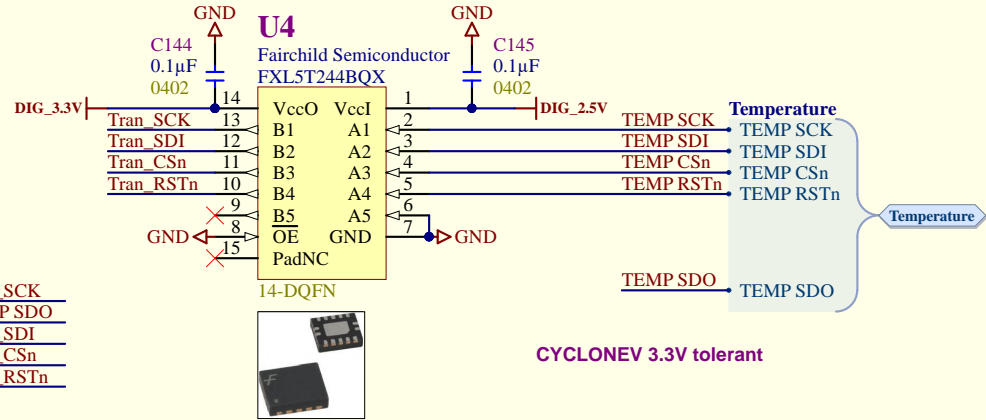 GND
U4
GND
C144
0.1µF
0402
Fairchild Semiconductor
FXL5T244BQX
C145
0.1µF
0402
DIG_3.3V
14 VccO VccI 1
DIG_2.5V
Temperature
Tran_SCK 13 B1 A1 2 TEMP SCK TEMP SCK
Tran_SDI 12 B2 A2 3 TEMP SDI TEMP SDI
Tran_CSn 11 B3 A3 4 TEMP CSn TEMP CSn
Tran_RSTn 10 B4 A4 5 TEMP RSTn TEMP RSTn
9 B5 A5 6
Temperature
GND 8 OE GND 7 GND
15 PadNC
14-DQFN
TEMP SDO TEMP SDO
_SCK
P SDO
_SDI
_CSn
_RSTn
CYCLONEV 3.3V tolerant